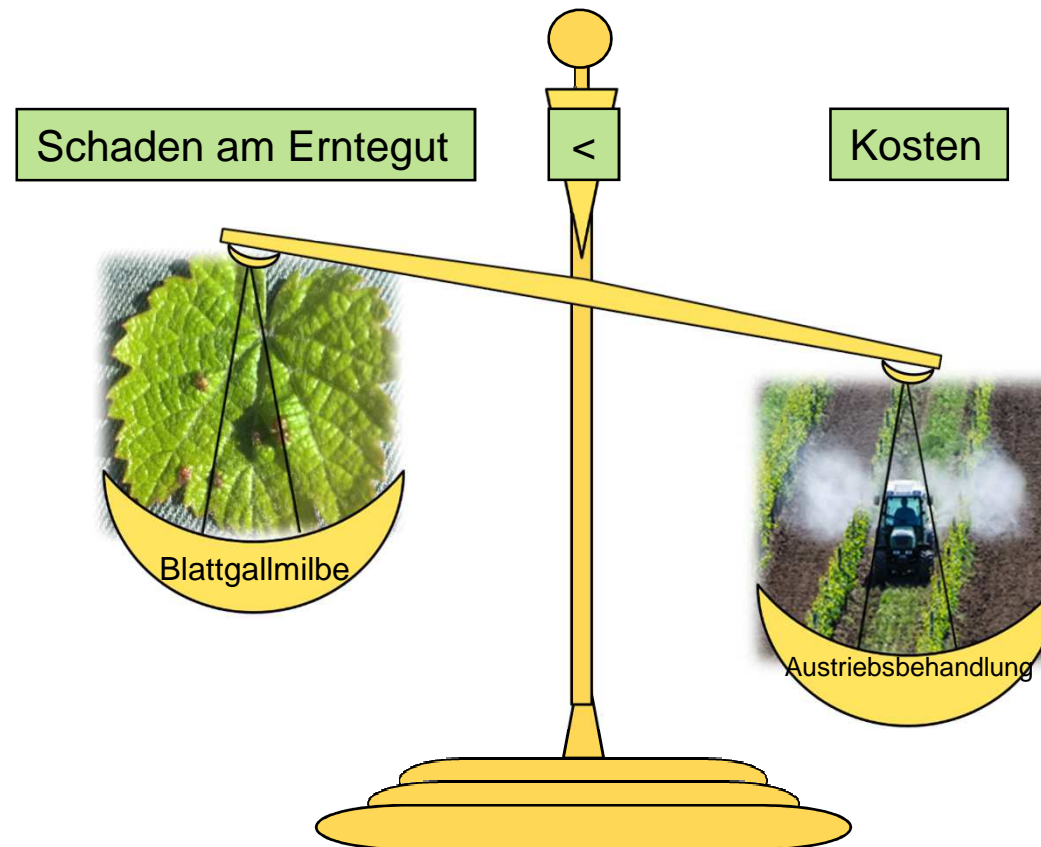 Schaden am Erntegut
<
Kosten
Blattgallmilbe
Austriebsbehandlung